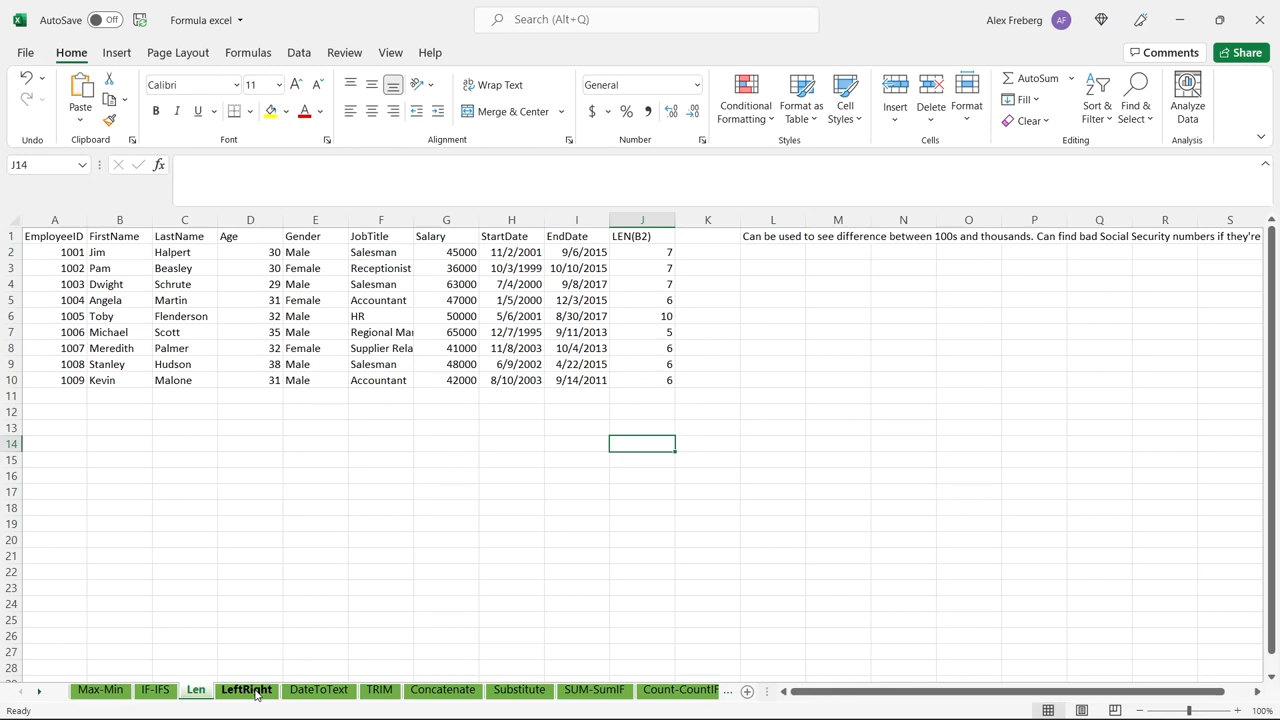 AutoSave Off Formula excel Search (Alt+Q) Alex Freberg AF
File Home Insert Page Layout Formulas Data Review View Help Comments Share
Calibri 11 Wrap Text General AutoSum
Paste Conditional Formatting Format as Table Cell Styles Insert Delete Format Fill Sort & Filter Find & Select Analyze Data
B I U A Merge & Center $ % Clear
Undo Clipboard Font Alignment Number Styles Cells Editing Analysis
J14 fx
A B C D E F G H I J K L M N O P Q R S
1 EmployeeID FirstName LastName Age Gender JobTitle Salary StartDate EndDate LEN(B2) Can be used to see difference between 100s and thousands. Can find bad Social Security numbers if they're
2 1001 Jim Halpert 30 Male Salesman 45000 11/2/2001 9/6/2015 7
3 1002 Pam Beasley 30 Female Receptionist 36000 10/3/1999 10/10/2015 7
4 1003 Dwight Schrute 29 Male Salesman 63000 7/4/2000 9/8/2017 7
5 1004 Angela Martin 31 Female Accountant 47000 1/5/2000 12/3/2015 6
6 1005 Toby Flenderson 32 Male HR 50000 5/6/2001 8/30/2017 10
7 1006 Michael Scott 35 Male Regional Ma 65000 12/7/1995 9/11/2013 5
8 1007 Meredith Palmer 32 Female Supplier Rela 41000 11/8/2003 10/4/2013 6
9 1008 Stanley Hudson 38 Male Salesman 48000 6/9/2002 4/22/2015 6
10 1009 Kevin Malone 31 Male Accountant 42000 8/10/2003 9/14/2011 6
11
12
13
14
15
16
17
18
19
20
21
22
23
24
25
26
27
28
Max-Min IF-IFS Len LeftRight DateToText TRIM Concatenate Substitute SUM-SumIF Count-CountIF ...
Ready 100%